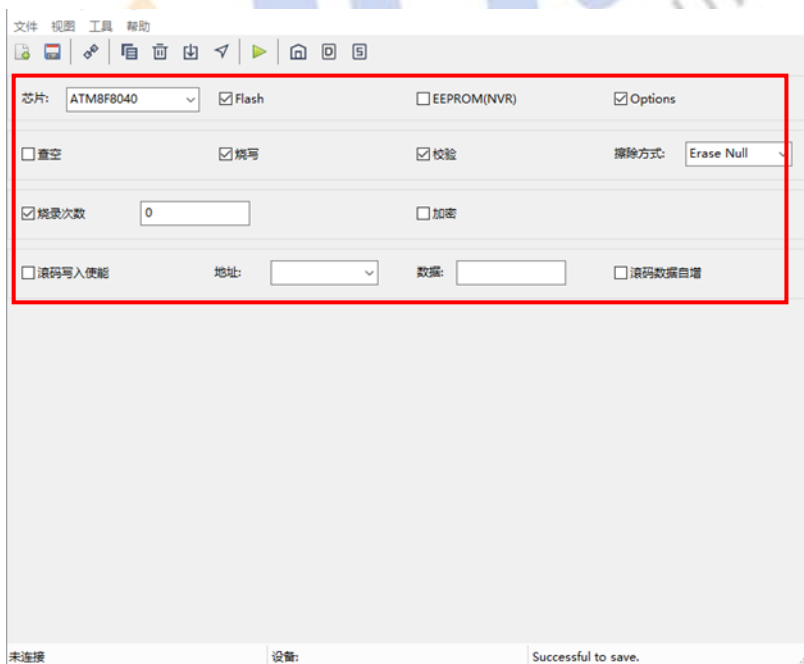 文件 视图 工具 帮助
D S
芯片: ATM8F8040 Flash EEPROM(NVR) Options
查空 烧写 校验 擦除方式: Erase Null
烧录次数 0 加密
滚码写入使能 地址: 数据: 滚码数据自增
未连接 设备: Successful to save.